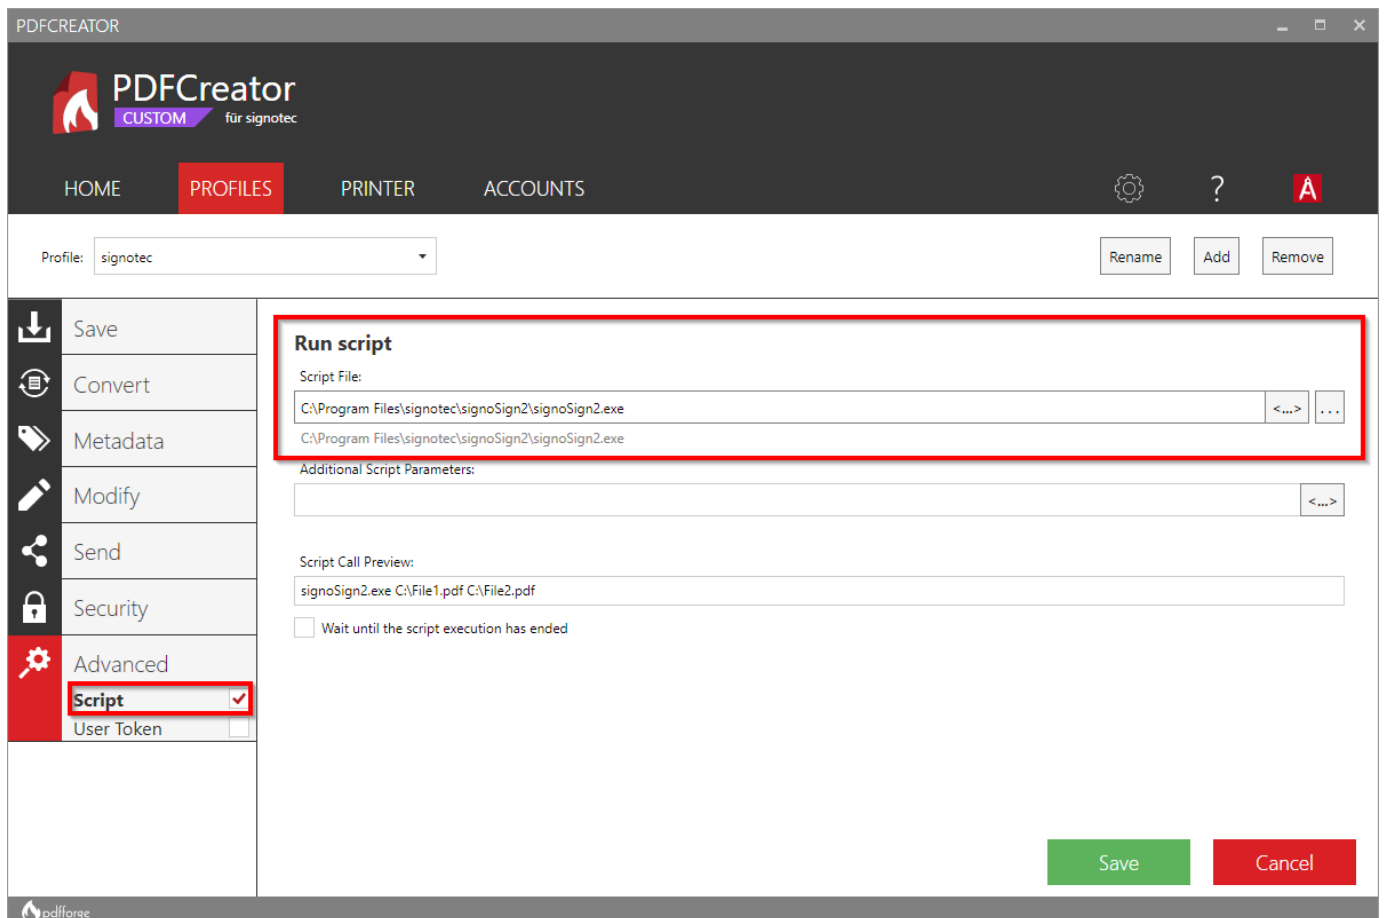 PDFCREATOR
PDFCreator
CUSTOM für signotec
HOME PROFILES PRINTER ACCOUNTS ?
Profile: signotec Rename Add Remove
Save
Convert
Metadata
Modify
Send
Security
Advanced
Script
User Token
Run script
Script File:
C:\Program Files\signotec\signoSign2\signoSign2.exe <...> ...
C:\Program Files\signotec\signoSign2\signoSign2.exe
Additional Script Parameters:
<...>
Script Call Preview:
signoSign2.exe C:\File1.pdf C:\File2.pdf
Wait until the script execution has ended
Save Cancel
pdfforge